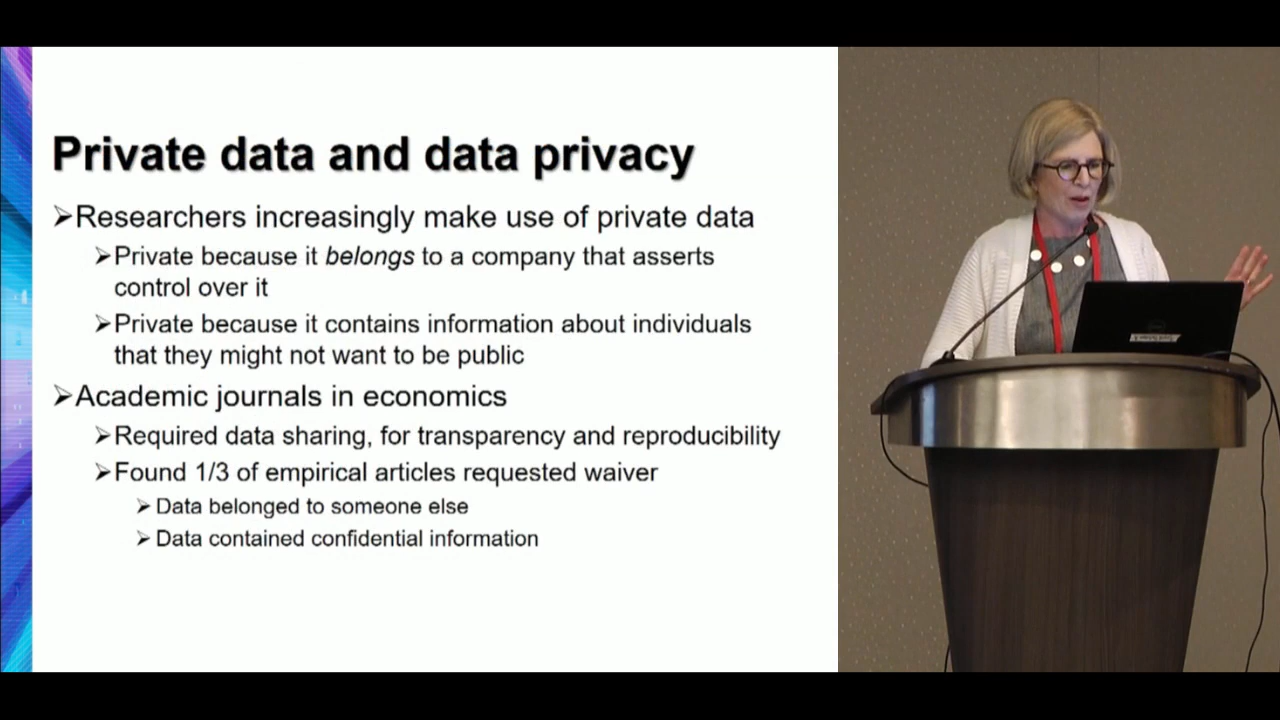 Private data and data privacy
➢Researchers increasingly make use of private data
➢Private because it belongs to a company that asserts
control over it
➢Private because it contains information about individuals
that they might not want to be public
➢Academic journals in economics
➢Required data sharing, for transparency and reproducibility
➢Found 1/3 of empirical articles requested waiver
➢Data belonged to someone else
➢Data contained confidential information